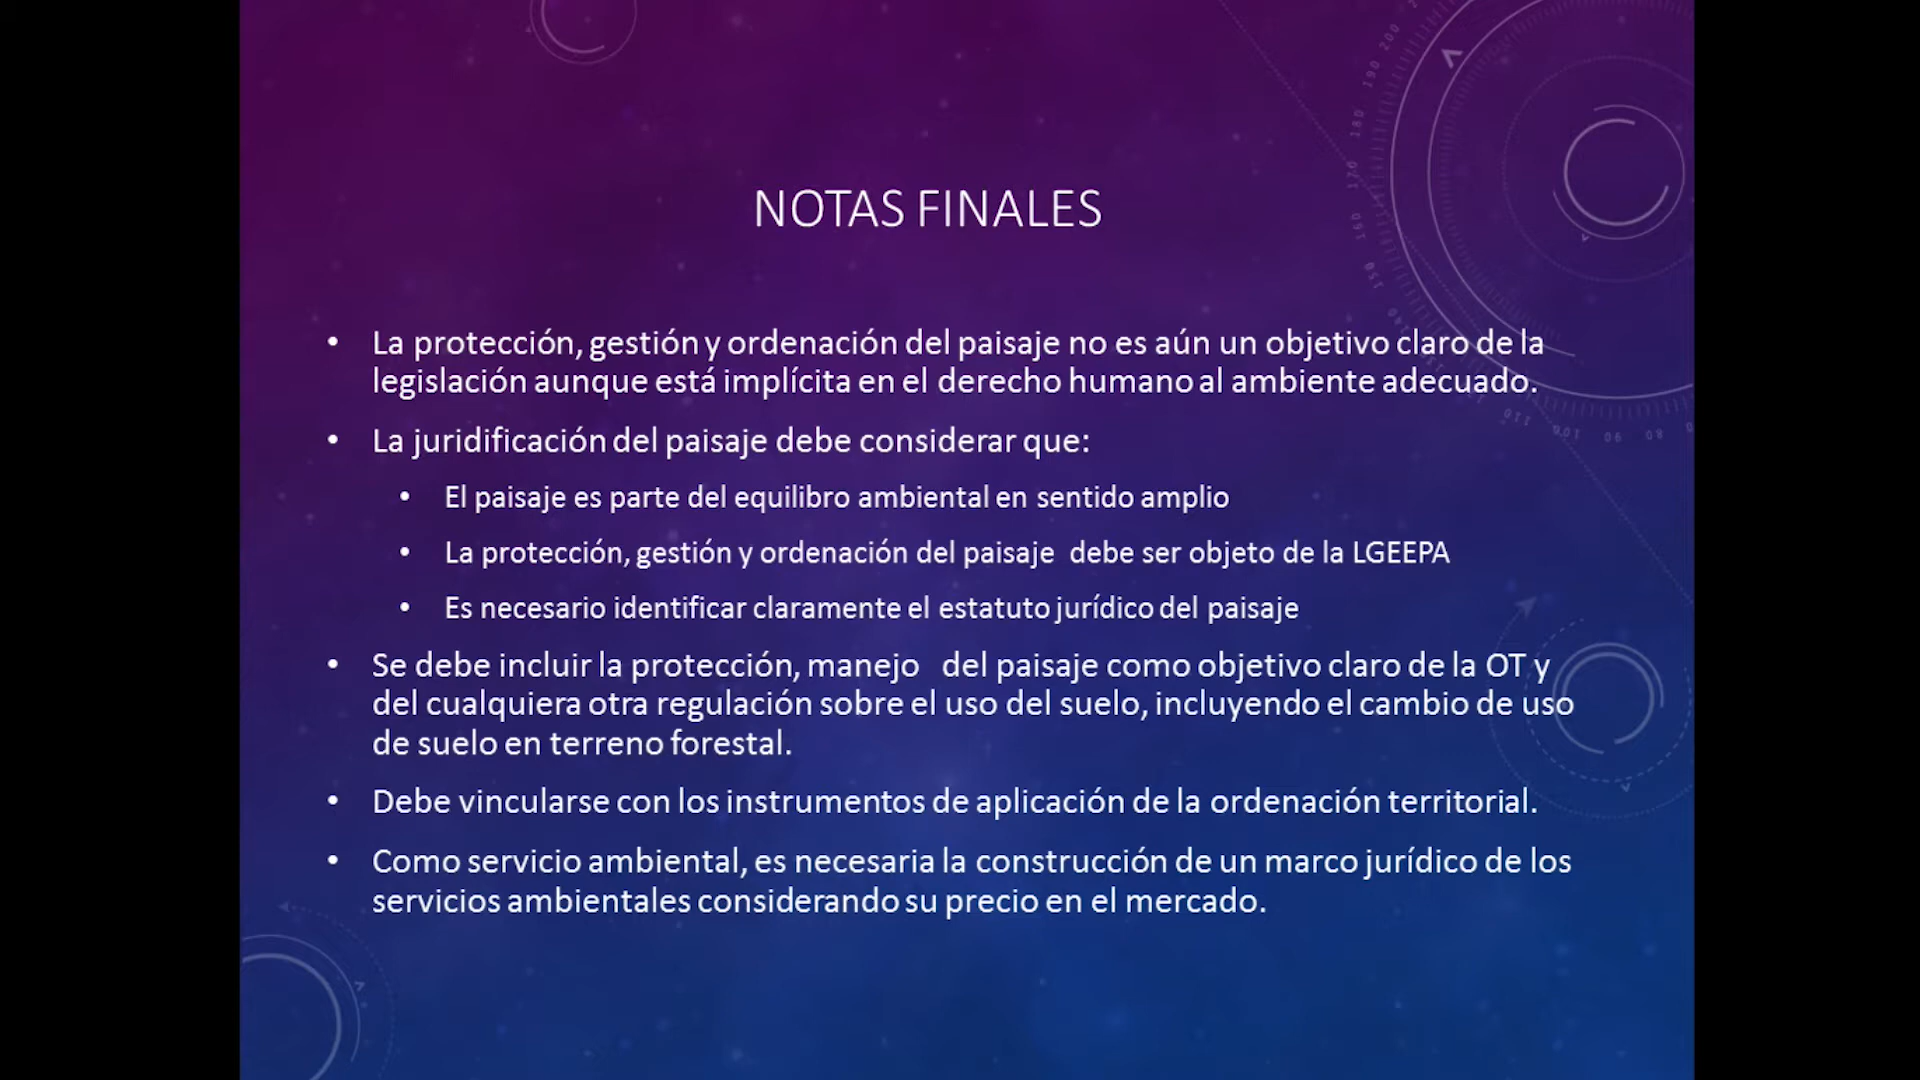 NOTAS FINALES
• La protección, gestión y ordenación del paisaje no es aún un objetivo claro de la
legislación aunque está implícita en el derecho humano al ambiente adecuado.
• La juridificación del paisaje debe considerar que:
• El paisaje es parte del equilibro ambiental en sentido amplio
• La protección, gestión y ordenación del paisaje debe ser objeto de la LGEEPA
• Es necesario identificar claramente el estatuto jurídico del paisaje
• Se debe incluir la protección, manejo del paisaje como objetivo claro de la OT y
del cualquiera otra regulación sobre el uso del suelo, incluyendo el cambio de uso
de suelo en terreno forestal.
• Debe vincularse con los instrumentos de aplicación de la ordenación territorial.
• Como servicio ambiental, es necesaria la construcción de un marco jurídico de los
servicios ambientales considerando su precio en el mercado.